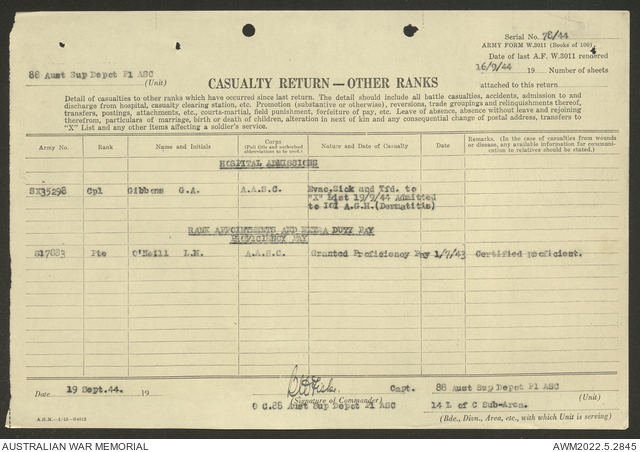 Serial No. 78/44
ARMY FORM W.3011 (Books of 100)
Date of last A.F. W.3011 rendered
16/9/44 19 Number of sheets
attached to this return
88 Aust Sup Depot Pl ASC
(Unit)
CASUALTY RETURN—OTHER RANKS
Detail of casualties to other ranks which have occurred since last return. The detail should include all battle casualties, accidents, admission to and
discharge from hospital, casualty clearing station, etc. Promotion (substantive or otherwise), reversions, trade groupings and relinquishments thereof,
transfers, postings, attachments, etc., courts-martial, field punishment, forfeiture of pay, etc. Leave of absence, absence without leave and rejoining
therefrom, particulars of marriage, birth or death of children, alteration in next of kin and any consequential change of postal address, transfers to
"X" List and any other items affecting a soldier's service.
Army No. Rank Name and Initials Corps (Full title and authorized abbreviations to be used). Nature and Date of Casualty Date Remarks. (In the case of casualties from wounds or disease, any available information for communication to relatives should be stated.)
HOSPITAL ADMISSIONS
SX35298 Cpl Gibbens G.A. A.A.S.C. Evac. Sick and Tfd. to
"X" List 19/9/44 Admitted
to 101 A.G.H. (Dermatitis)
RANK APPOINTMENTS AND EXTRA DUTY PAY
PROFICIENCY PAY
S17883 Pte O'Neill L.M. A.A.S.C. Granted Proficiency Pay 1/7/43 Certified proficient.
Date 19 Sept.44. 19 Capt. 88 Aust Sup Depot Pl ASC
(Signature of Commander) (Unit)
O C.88 Aust Sup Depot Pl ASC 14 L of C Sub-Area.
(Bde., Divn., Area, etc., with which Unit is serving)
AUSTRALIAN WAR MEMORIAL AWM2022.5.2845